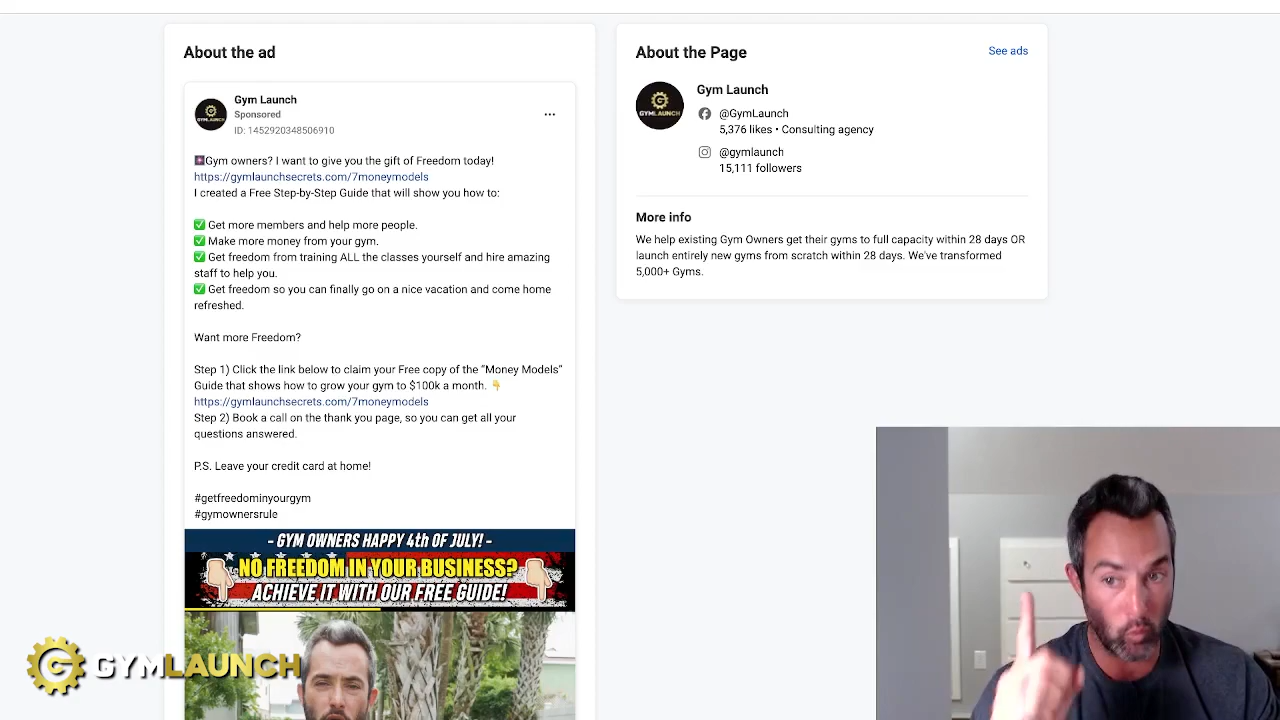 About the ad
Gym Launch
Sponsored
ID: 1452920348506910
Gym owners? I want to give you the gift of Freedom today!
https://gymlaunchsecrets.com/7moneymodels
I created a Free Step-by-Step Guide that will show you how to:
✅ Get more members and help more people.
✅ Make more money from your gym.
✅ Get freedom from training ALL the classes yourself and hire amazing
staff to help you.
✅ Get freedom so you can finally go on a nice vacation and come home
refreshed.
Want more Freedom?
Step 1) Click the link below to claim your Free copy of the “Money Models”
Guide that shows how to grow your gym to $100k a month. 👇
https://gymlaunchsecrets.com/7moneymodels
Step 2) Book a call on the thank you page, so you can get all your
questions answered.
P.S. Leave your credit card at home!
#getfreedominyourgym
#gymownersrule
- GYM OWNERS HAPPY 4th OF JULY! -
NO FREEDOM IN YOUR BUSINESS?
ACHIEVE IT WITH OUR FREE GUIDE!
GYMLAUNCH
About the Page
See ads
GYMLAUNCH
Gym Launch
@GymLaunch
5,376 likes • Consulting agency
@gymlaunch
15,111 followers
More info
We help existing Gym Owners get their gyms to full capacity within 28 days OR
launch entirely new gyms from scratch within 28 days. We've transformed
5,000+ Gyms.
GYMLAUNCH